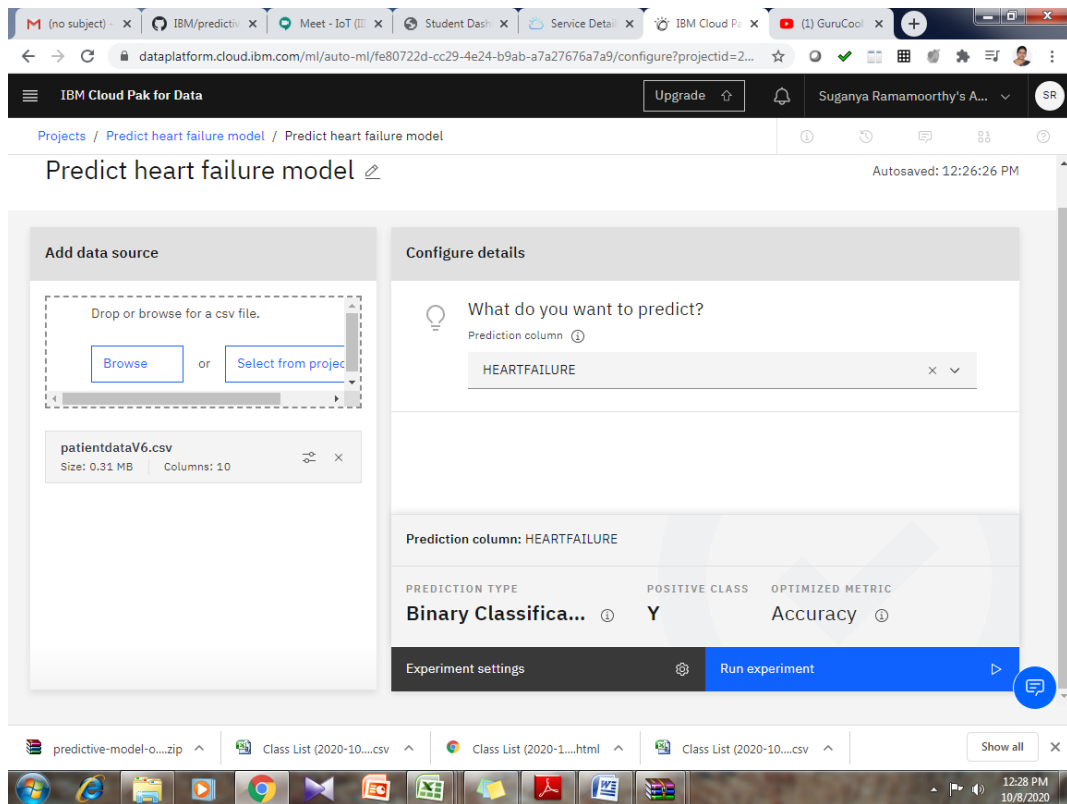 (no subject) -
IBM/predictiv
Meet - IoT (III
Student Dash
Service Detail
IBM Cloud Pa
(1) GuruCool
dataplatform.cloud.ibm.com/ml/auto-ml/fe80722d-cc29-4e24-b9ab-a7a27676a7a9/configure?projectid=2...
IBM Cloud Pak for Data
Upgrade
Suganya Ramamoorthy's A...
SR
Projects / Predict heart failure model / Predict heart failure model
Predict heart failure model
Autosaved: 12:26:26 PM
Add data source
Drop or browse for a csv file.
Browse or Select from projec
patientdataV6.csv
Size: 0.31 MB Columns: 10
Configure details
What do you want to predict?
Prediction column
HEARTFAILURE
Prediction column: HEARTFAILURE
PREDICTION TYPE POSITIVE CLASS OPTIMIZED METRIC
Binary Classifica... Y Accuracy
Experiment settings
Run experiment
predictive-model-o....zip
Class List (2020-10....csv
Class List (2020-1....html
Class List (2020-10....csv
Show all
12:28 PM
10/8/2020